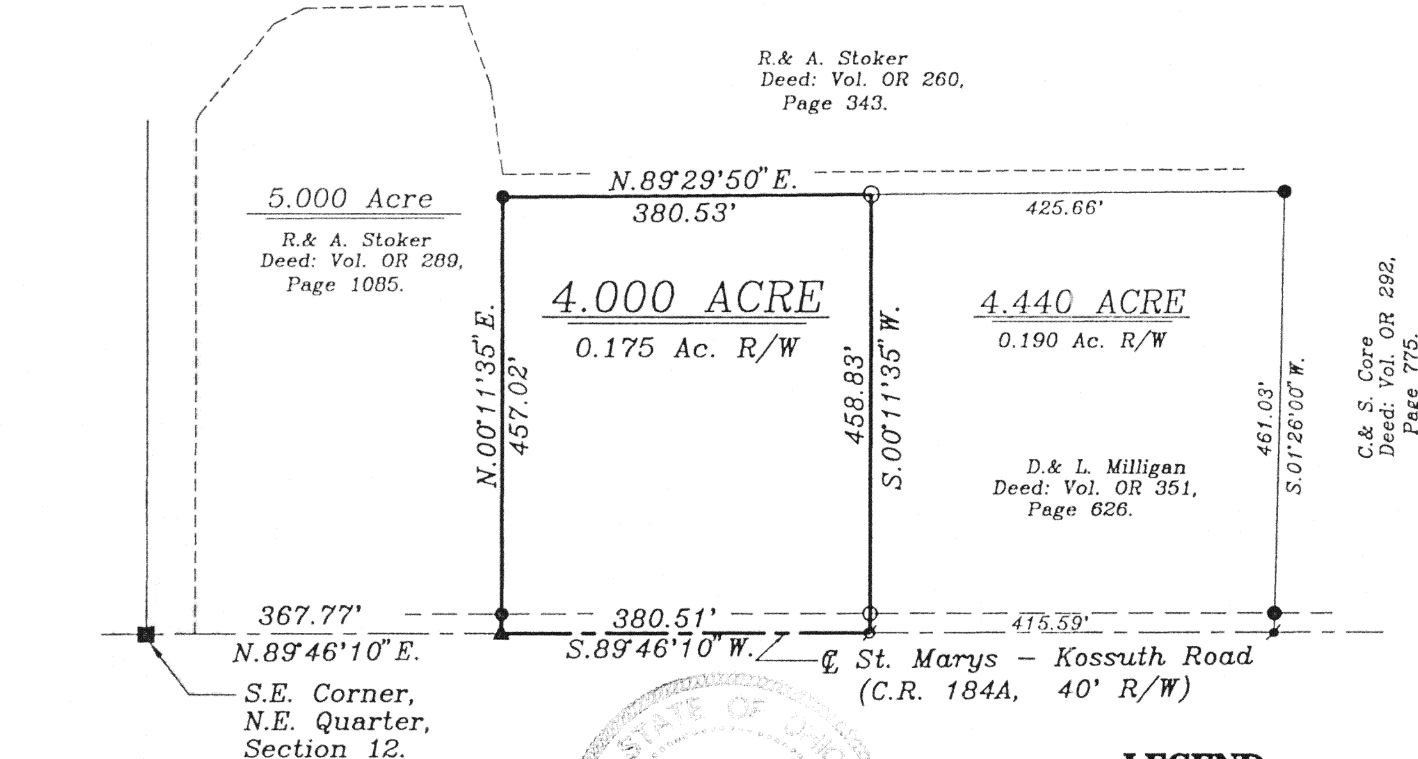 R.& A. Stoker
Deed: Vol. OR 260,
Page 343.
5.000 Acre
R.& A. Stoker
Deed: Vol. OR 289,
Page 1085.
N.89°29'50"E.
380.53'
425.66'
4.000 ACRE
0.175 Ac. R/W
4.440 ACRE
0.190 Ac. R/W
N.00°11'35"E.
457.02'
458.83'
S.00°11'35"W.
461.03'
S.01°26'00"W.
C.& S. Core
Deed: Vol. OR 292,
Page 775.
D.& L. Milligan
Deed: Vol. OR 351,
Page 626.
367.77'
N.89°46'10"E.
380.51'
S.89°46'10"W.
415.59'
℄ St. Marys - Kossuth Road
(C.R. 184A, 40' R/W)
S.E. Corner,
N.E. Quarter,
Section 12.
STATE OF OHIO
LEGEND